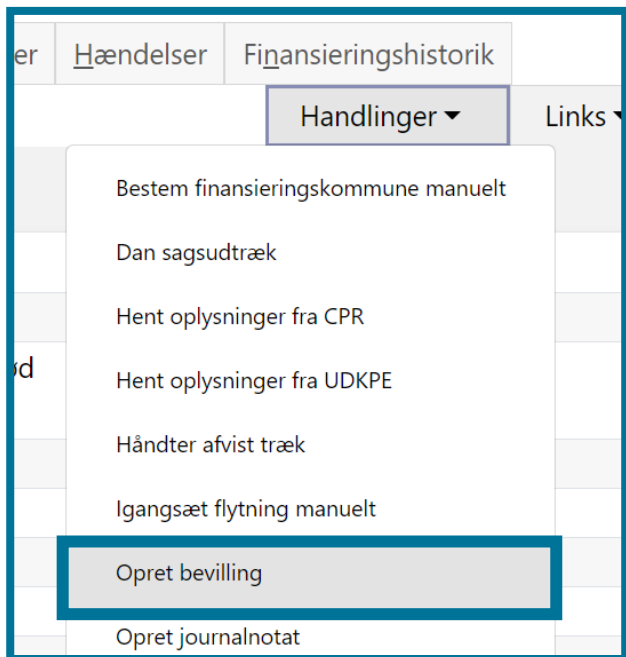 er Hændelser Finansieringshistorik
Handlinger Links
Bestem finansieringskommune manuelt
Dan sagsudtræk
Hent oplysninger fra CPR
Hent oplysninger fra UDKPE
ød
Håndter afvist træk
Igangsæt flytning manuelt
Opret bevilling
Opret journalnotat